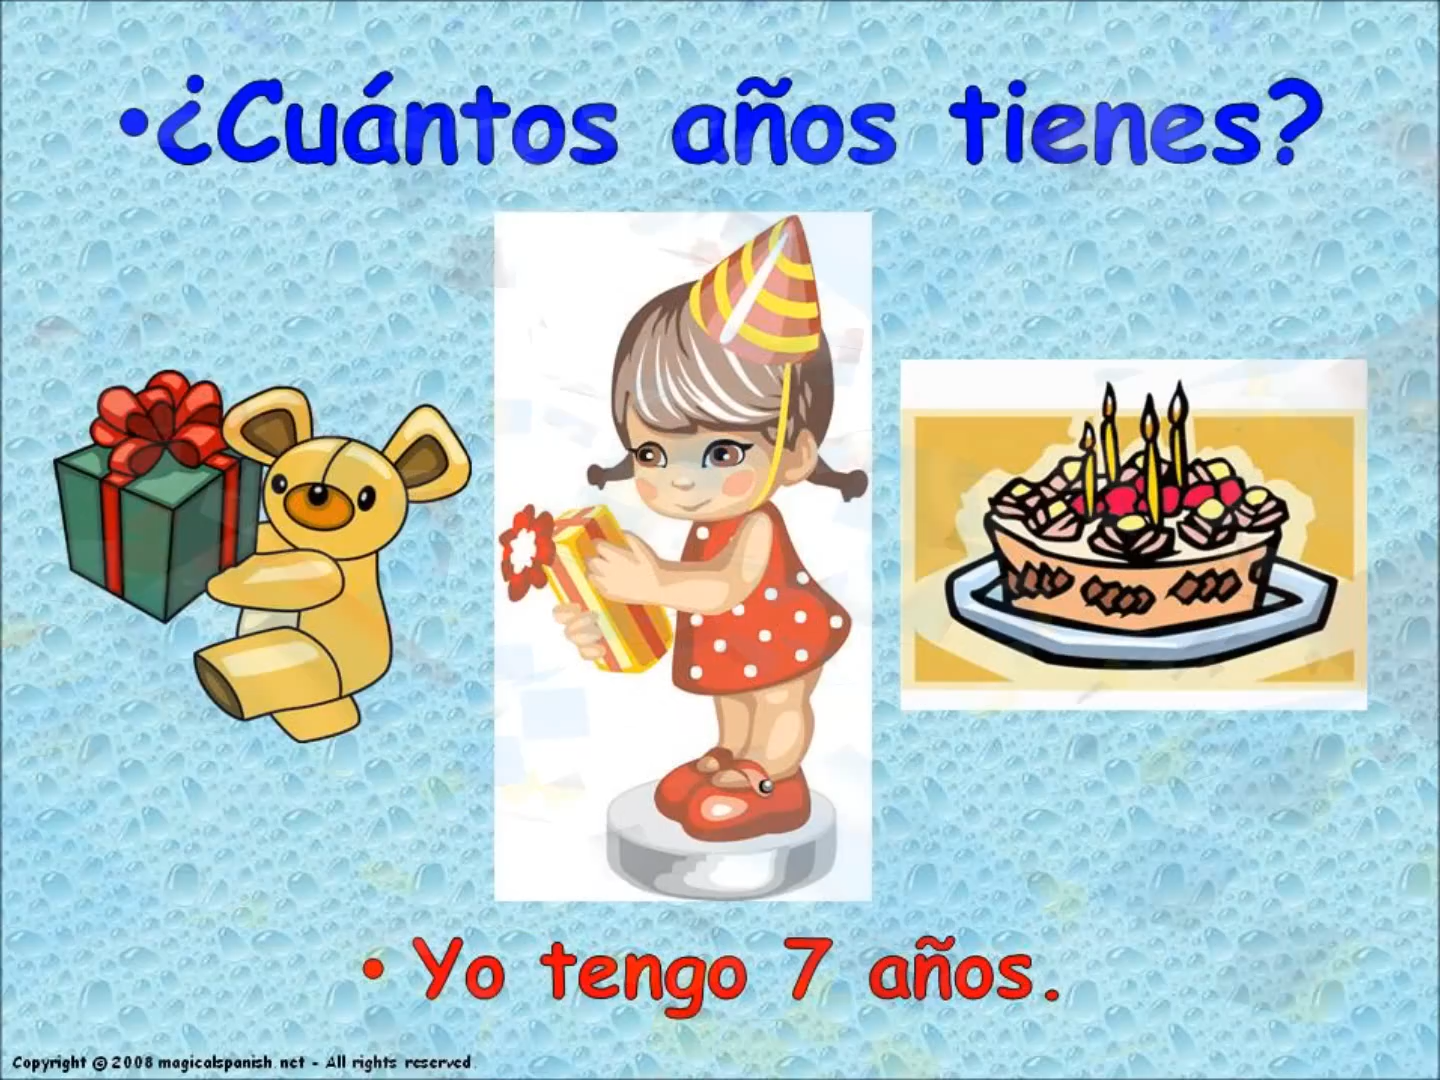 •¿Cuántos años tienes?
• Yo tengo 7 años.
Copyright © 2008 magicalspanish.net - All rights reserved.